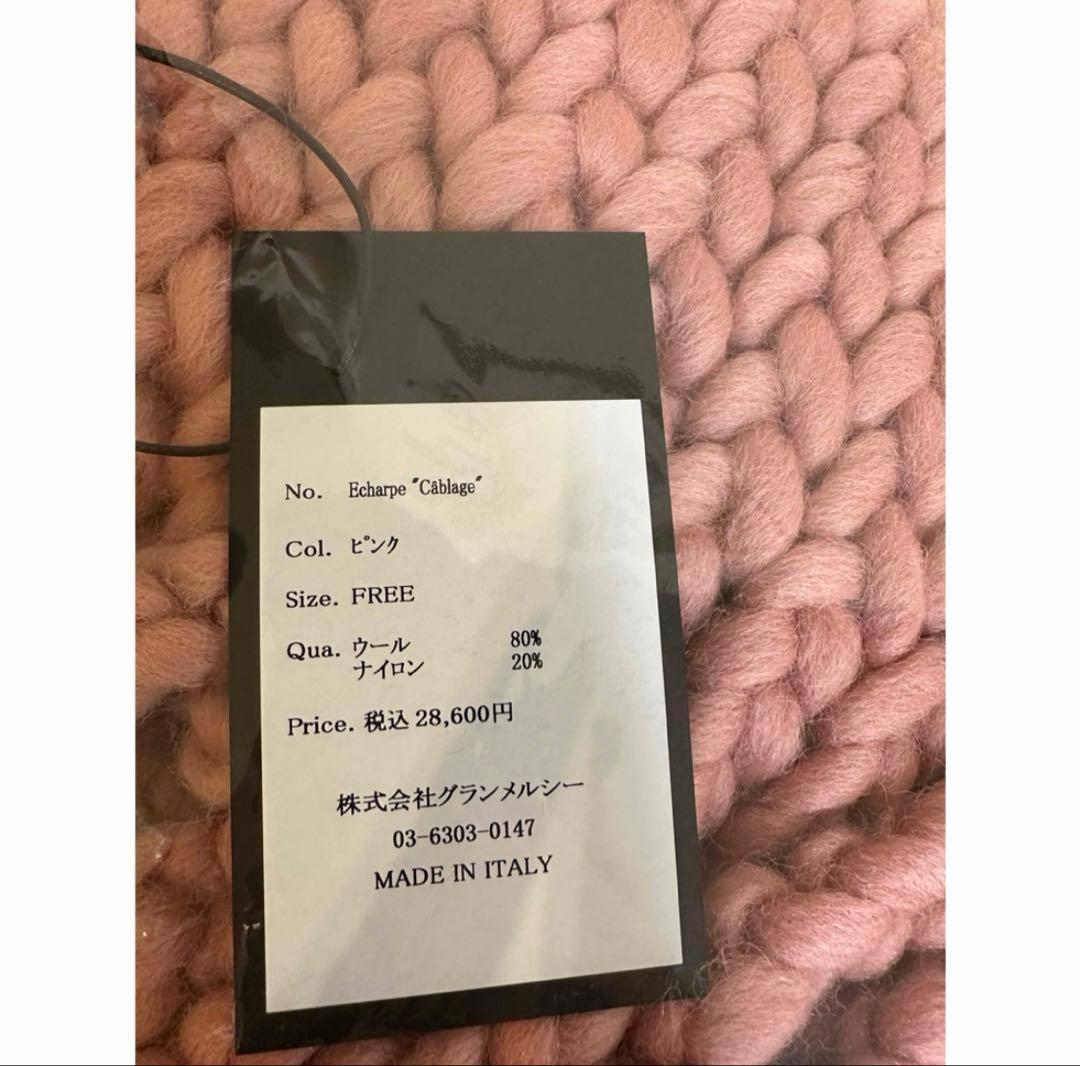 No. Echarpe "Câblage"
Col. ピンク
Size. FREE
Qua. ウール 80%
ナイロン 20%
Price. 税込 28,600円
株式会社グランメルシー
03-6303-0147
MADE IN ITALY